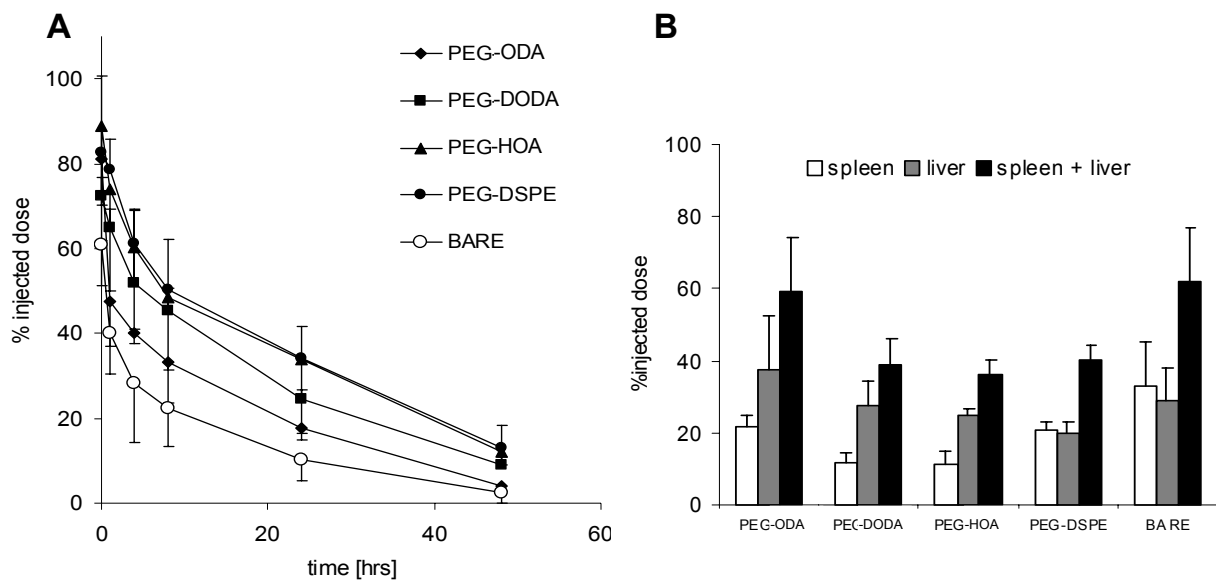 A
PEG-ODA
PEG-DODA
PEG-HOA
PEG-DSPE
BARE
100
80
60
40
20
0
% injected dose
0 20 40 60
time [hrs]
B
100
80
60
40
20
0
%injected dose
spleen liver spleen + liver
PEG-ODA PEG-DODA PEG-HOA PEG-DSPE BARE